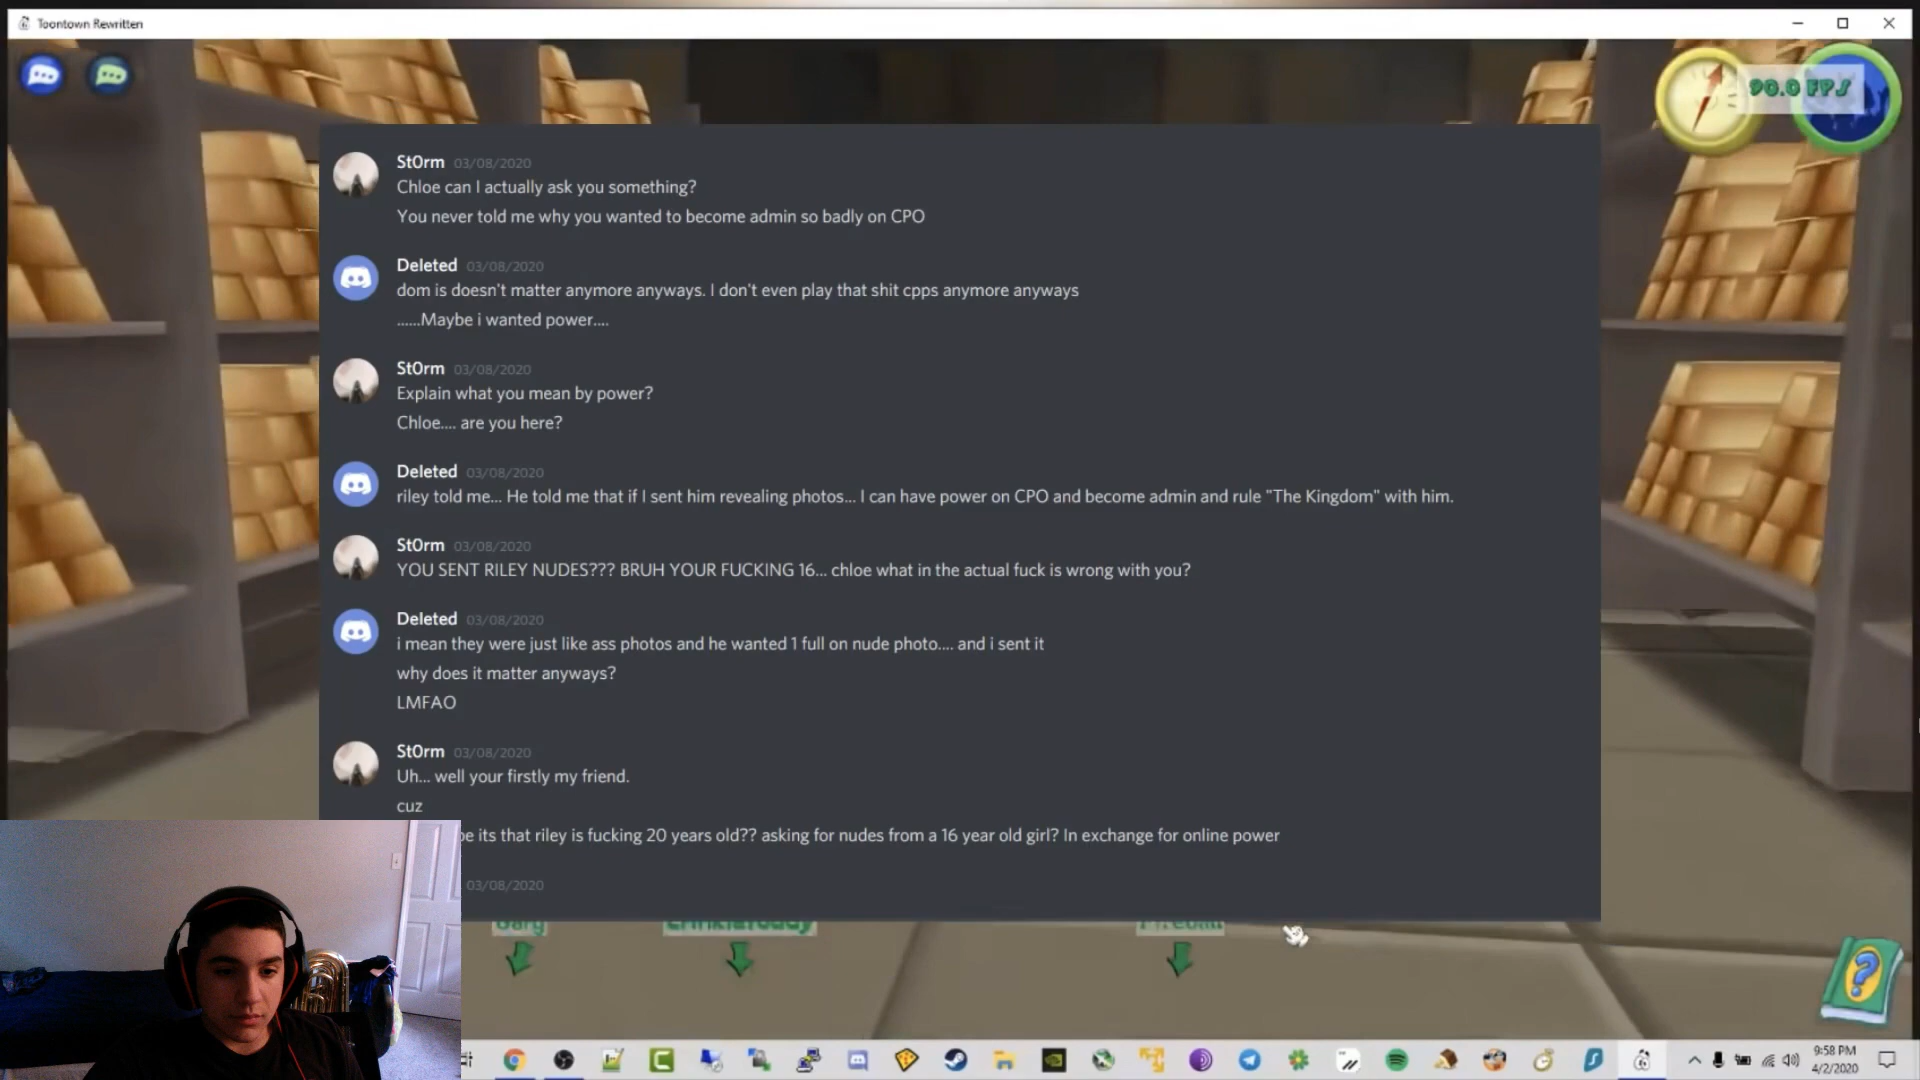 Toontown Rewritten
90.0 FPS
St0rm 03/08/2020
Chloe can I actually ask you something?
You never told me why you wanted to become admin so badly on CPO
Deleted 03/08/2020
dom is doesn't matter anymore anyways. I don't even play that shit cpps anymore anyways
......Maybe i wanted power....
St0rm 03/08/2020
Explain what you mean by power?
Chloe.... are you here?
Deleted 03/08/2020
riley told me... He told me that if I sent him revealing photos... I can have power on CPO and become admin and rule "The Kingdom" with him.
St0rm 03/08/2020
YOU SENT RILEY NUDES??? BRUH YOUR FUCKING 16... chloe what in the actual fuck is wrong with you?
Deleted 03/08/2020
i mean they were just like ass photos and he wanted 1 full on nude photo.... and i sent it
why does it matter anyways?
LMFAO
St0rm 03/08/2020
Uh... well your firstly my friend.
cuz
its that riley is fucking 20 years old?? asking for nudes from a 16 year old girl? In exchange for online power
03/08/2020
9:58 PM
4/2/2020